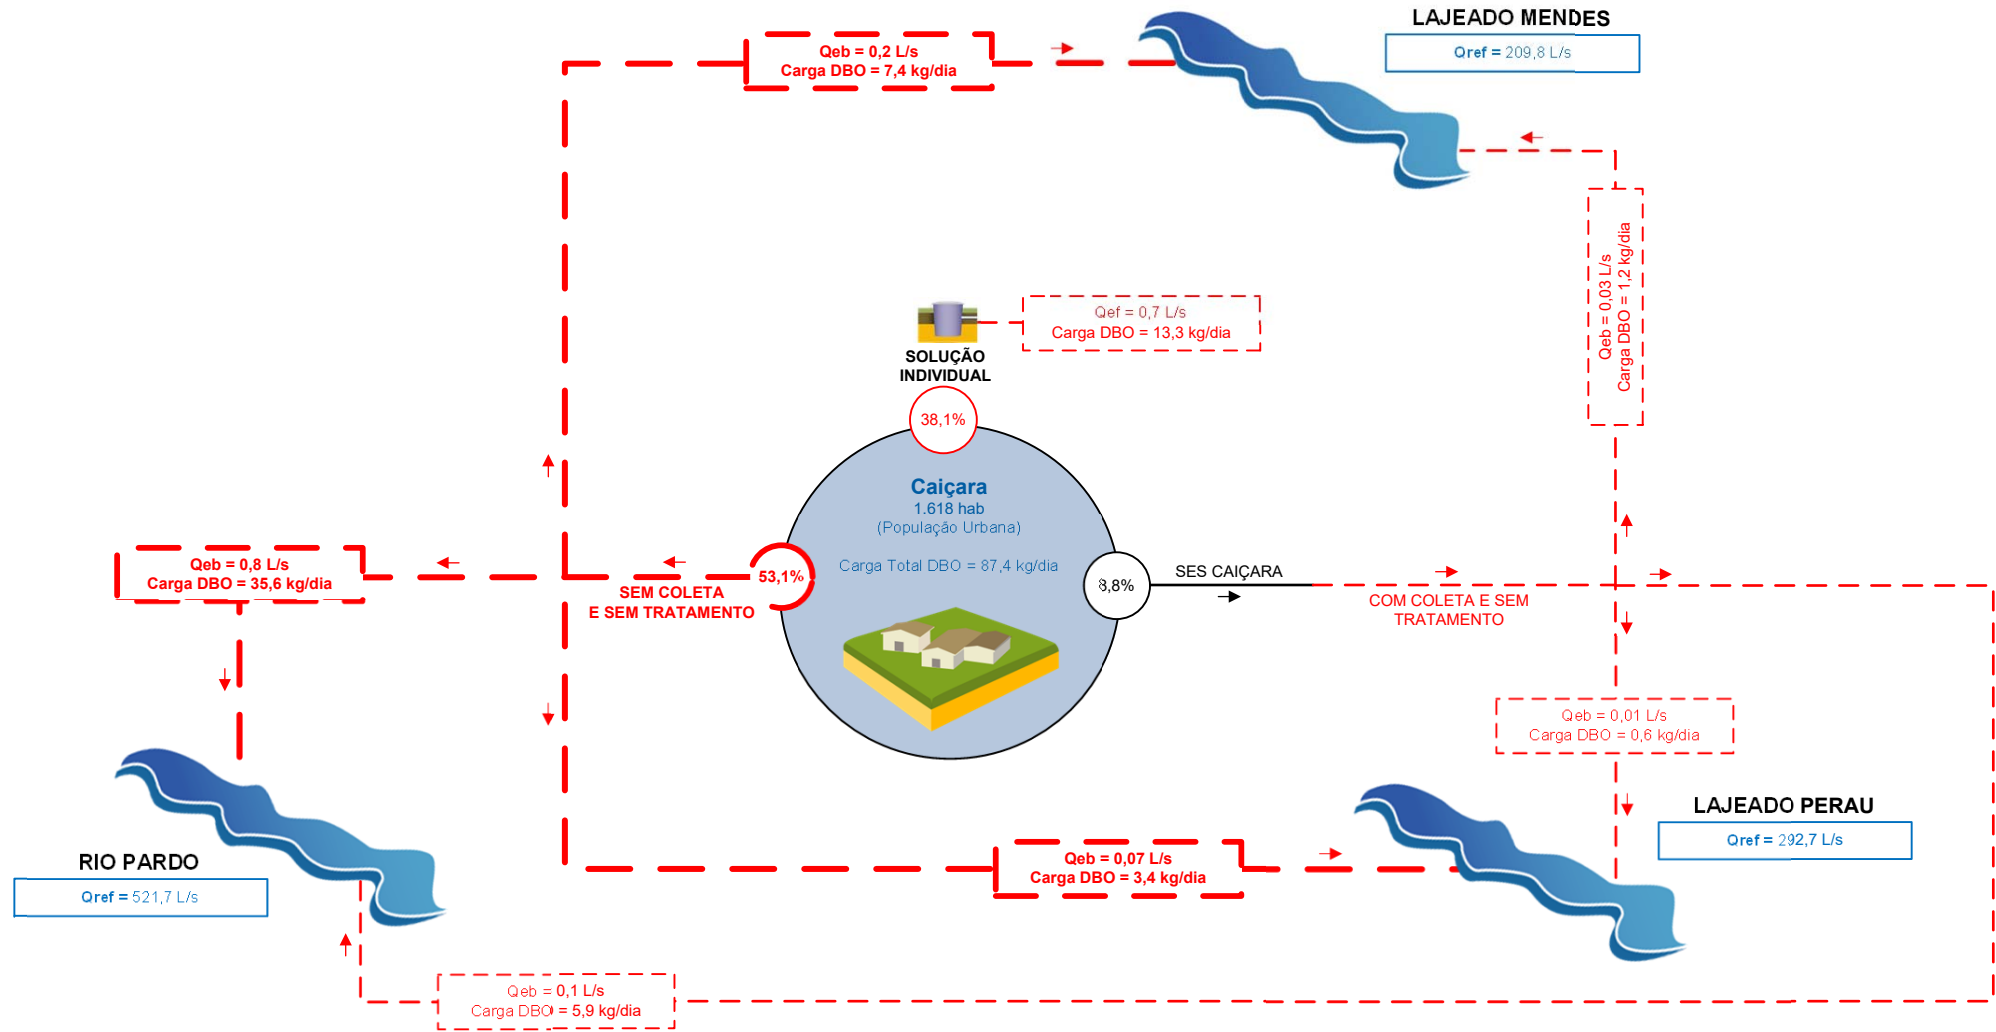 LAJEADO MENDES
Qref = 209,8 L/s
Qeb = 0,2 L/s
Carga DBO = 7,4 kg/dia
Qeb = 0,03 L/s
Carga DBO = 1,2 kg/dia
Qef = 0,7 L/s
Carga DBO = 13,3 kg/dia
SOLUÇÃO
INDIVIDUAL
38,1%
Caiçara
1.618 hab
(População Urbana)
Carga Total DBO = 87,4 kg/dia
53,1%
SEM COLETA
E SEM TRATAMENTO
Qeb = 0,8 L/s
Carga DBO = 35,6 kg/dia
8,8%
SES CAIÇARA
COM COLETA E SEM
TRATAMENTO
Qeb = 0,01 L/s
Carga DBO = 0,6 kg/dia
LAJEADO PERAU
Qref = 292,7 L/s
Qeb = 0,07 L/s
Carga DBO = 3,4 kg/dia
RIO PARDO
Qref = 521,7 L/s
Qeb = 0,1 L/s
Carga DBO = 5,9 kg/dia